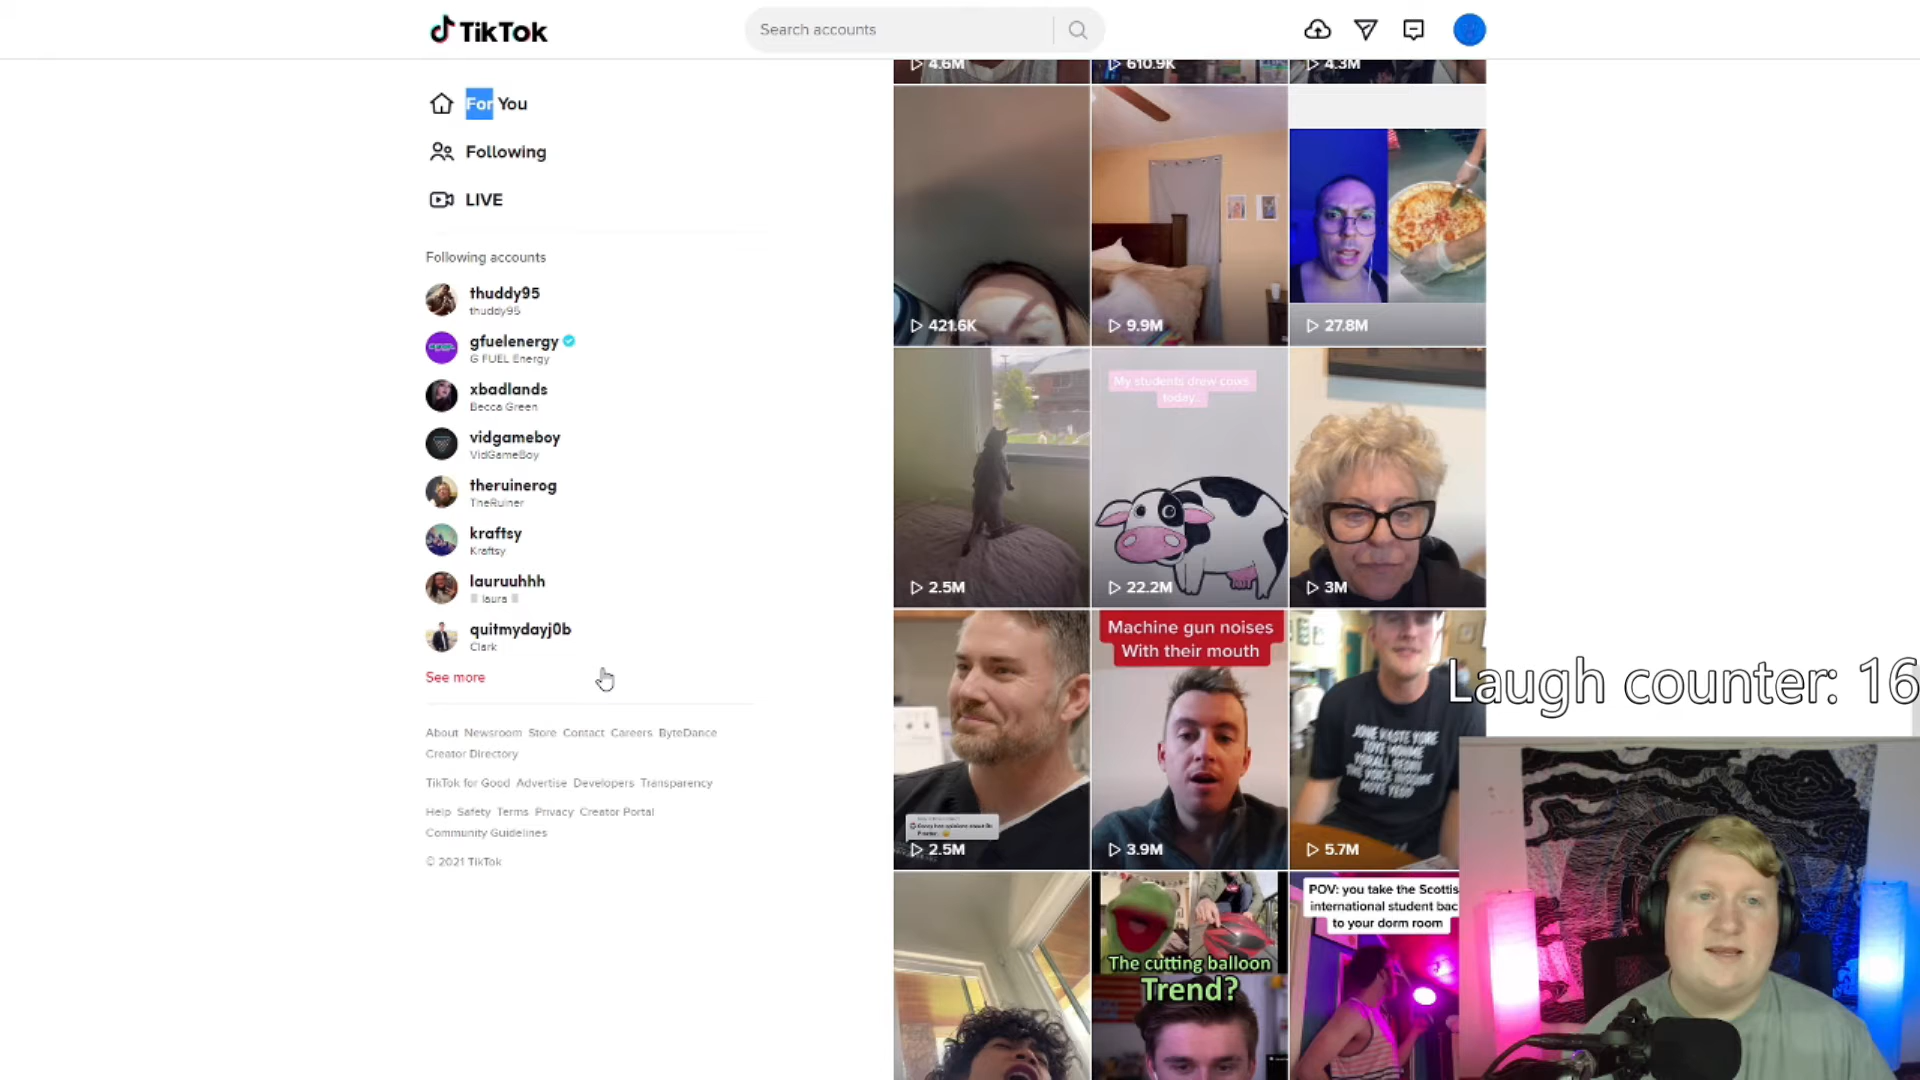 TikTok
Search accounts
4.6M
610.9K
4.3M
For You
Following
LIVE
Following accounts
thuddy95
thuddy95
gfuelenergy
G FUEL Energy
xbadlands
Becca Green
vidgameboy
VidGameBoy
theruinerog
TheRuiner
kraftsy
Kraftsy
lauruuhhh
laura
quitmydayj0b
Clark
See more
About Newsroom Store Contact Careers ByteDance
Creator Directory
TikTok for Good Advertise Developers Transparency
Help Safety Terms Privacy Creator Portal
Community Guidelines
© 2021 TikTok
421.6K
9.9M
27.8M
My students drew cows
today..
2.5M
22.2M
3M
Machine gun noises
With their mouth
2.5M
3.9M
5.7M
The cutting balloon
Trend?
POV: you take the Scottis
international student bac
to your dorm room
Laugh counter: 16